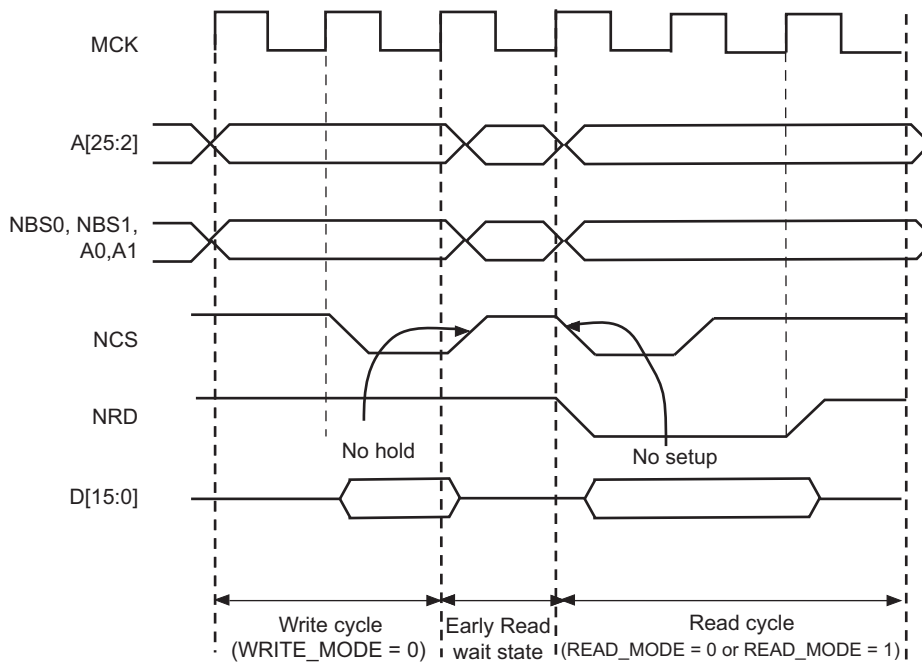 MCK
A[25:2]
NBS0, NBS1,
A0,A1
NCS
NRD
No hold
No setup
D[15:0]
Write cycle
(WRITE_MODE = 0)
Early Read
wait state
Read cycle
(READ_MODE = 0 or READ_MODE = 1)